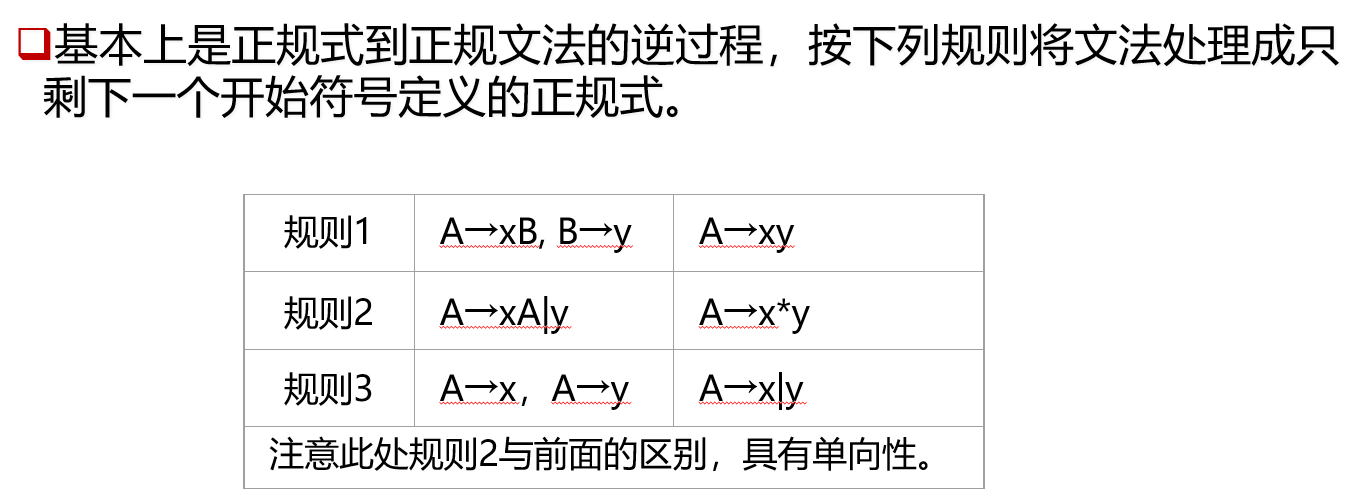 基本上是正规式到正规文法的逆过程，按下列规则将文法处理成只
剩下一个开始符号定义的正规式。
规则1 A→xB, B→y A→xy
规则2 A→xA|y A→x*y
规则3 A→x，A→y A→x|y
注意此处规则2与前面的区别，具有单向性。